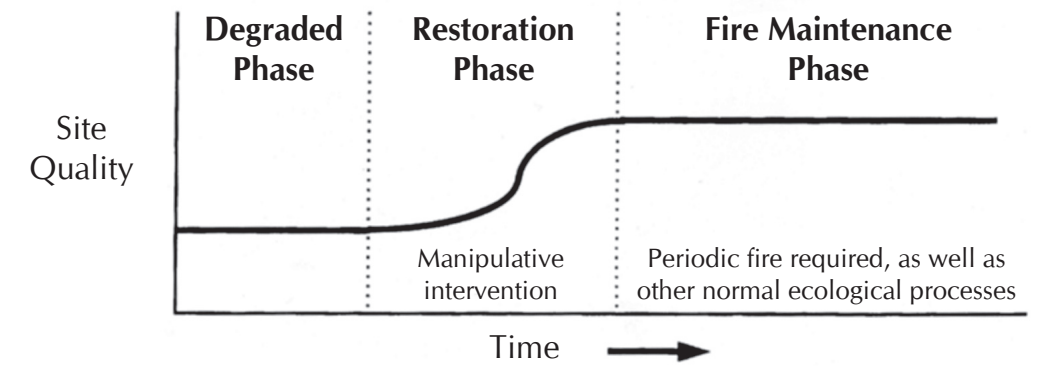 Degraded
Phase
Restoration
Phase
Fire Maintenance
Phase
Site
Quality
Manipulative
intervention
Periodic fire required, as well as
other normal ecological processes
Time